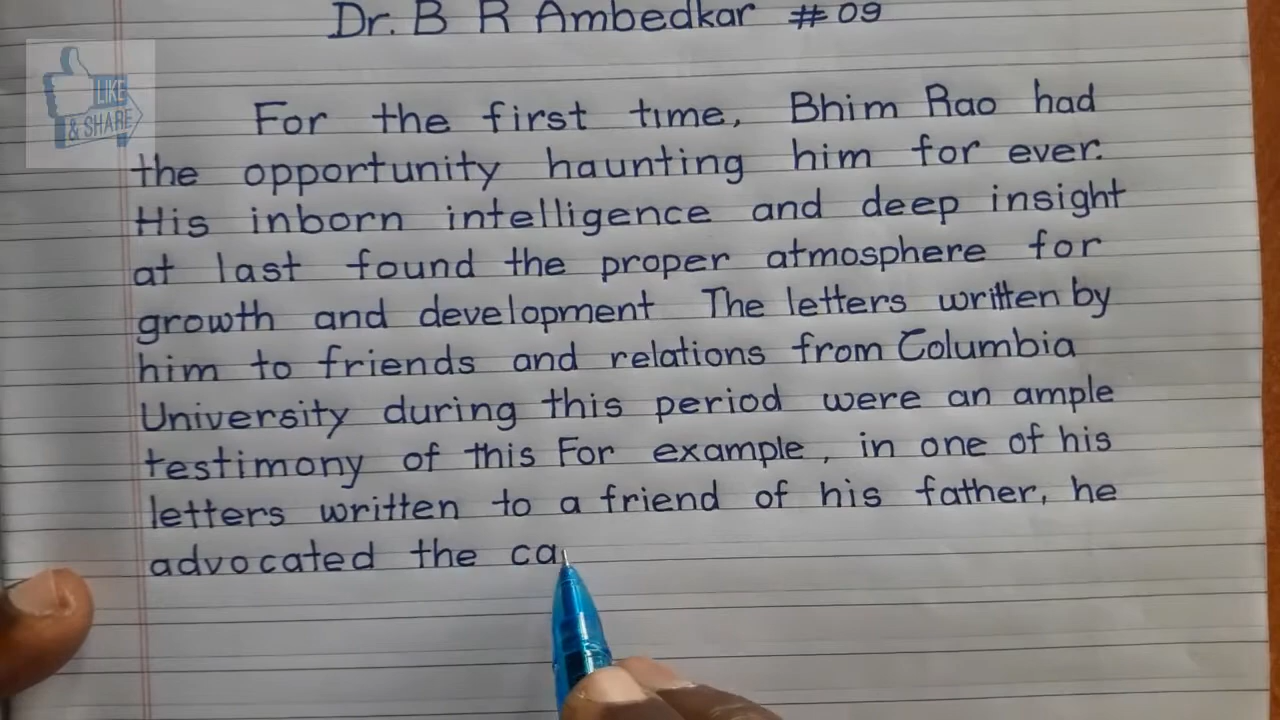 Dr. B R Ambedkar #09
LIKE
& SHARE
For the first time, Bhim Rao had
the opportunity haunting him for ever.
His inborn intelligence and deep insight
at last found the proper atmosphere for
growth and development The letters written by
him to friends and relations from Columbia
University during this period were an ample
testimony of this For example, in one of his
letters written to a friend of his father, he
advocated the ca